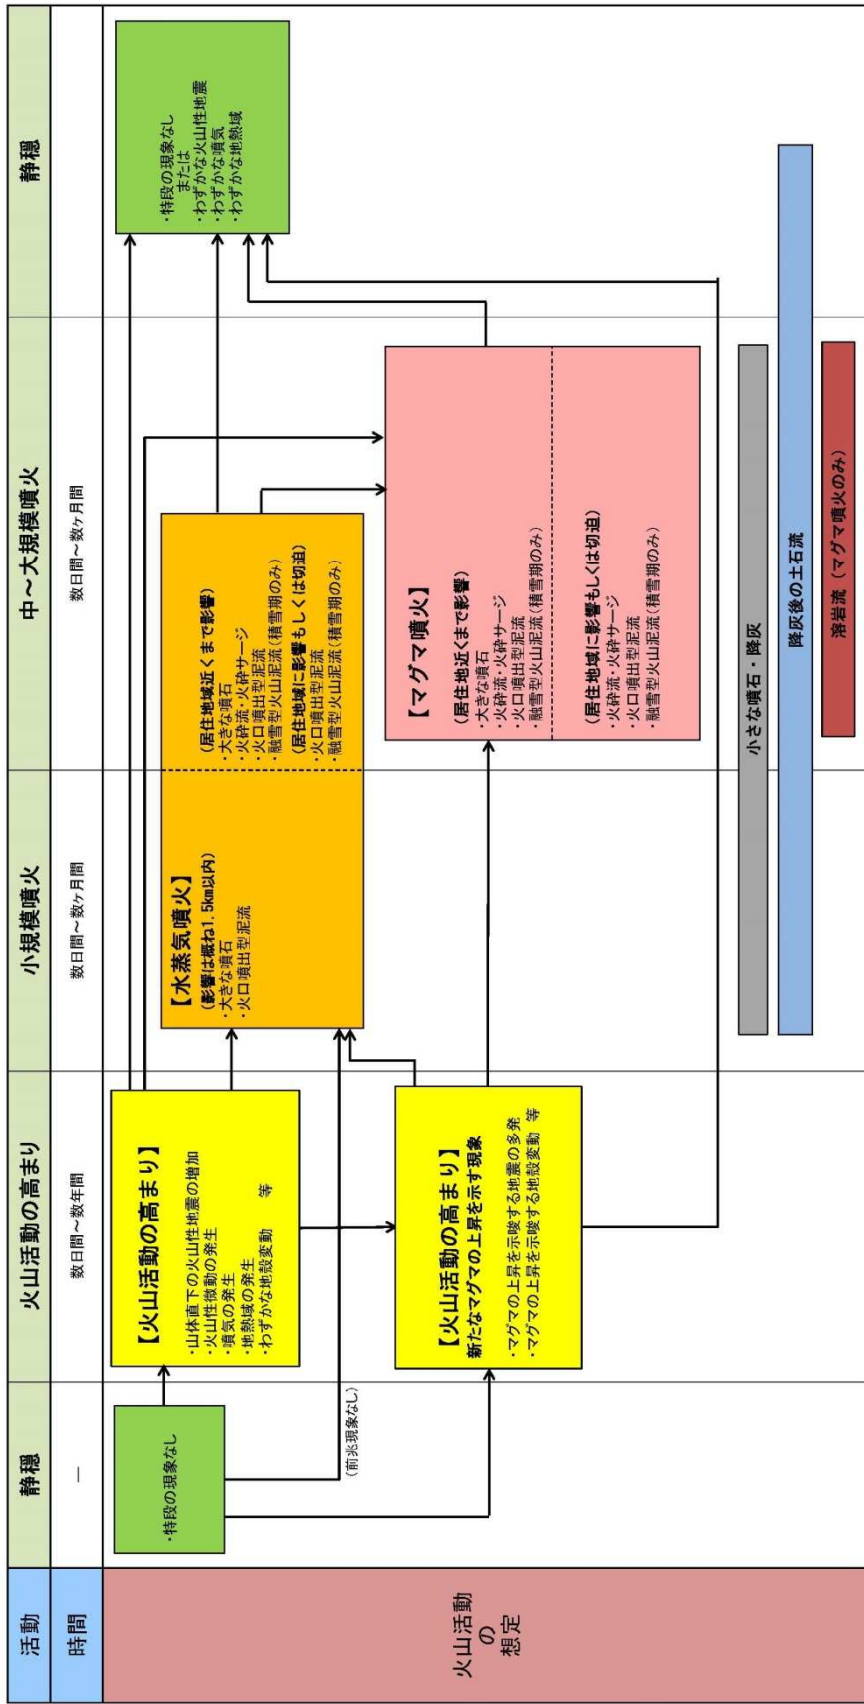 活動
静穏
火山活動の高まり
小規模噴火
中～大規模噴火
静穏
時間
―
数日間～数年間
数日間～数ヶ月間
数日間～数ヶ月間
火山活動
の
想定
・特段の現象なし
(前兆現象なし)
【火山活動の高まり】
・山体直下の火山性地震の増加
・火山性微動の発生
・噴気の発生
・地熱域の発生
・わずかな地殻変動 等
【火山活動の高まり】
新たなマグマの上昇を示す現象
・マグマの上昇を示唆する地震の多発
・マグマの上昇を示唆する地殻変動 等
【水蒸気噴火】
(影響は概ね1.5km以内)
・大きな噴石
・火口噴出型泥流
(居住地域近くまで影響)
・大きな噴石
・火砕流・火砕サージ
・火口噴出型泥流
・融雪型火山泥流(積雪期のみ)
(居住地域に影響もしくは切迫)
・火口噴出型泥流
・融雪型火山泥流(積雪期のみ)
【マグマ噴火】
(居住地近くまで影響)
・大きな噴石
・火砕流・火砕サージ
・火口噴出型泥流
・融雪型火山泥流(積雪期のみ)
(居住地域に影響もしくは切迫)
・火砕流・火砕サージ
・火口噴出型泥流
・融雪型火山泥流(積雪期のみ)
・特段の現象なし
または
・わずかな火山性地震
・わずかな噴気
・わずかな地熱域
小さな噴石・降灰
降灰後の土石流
溶岩流（マグマ噴火のみ）